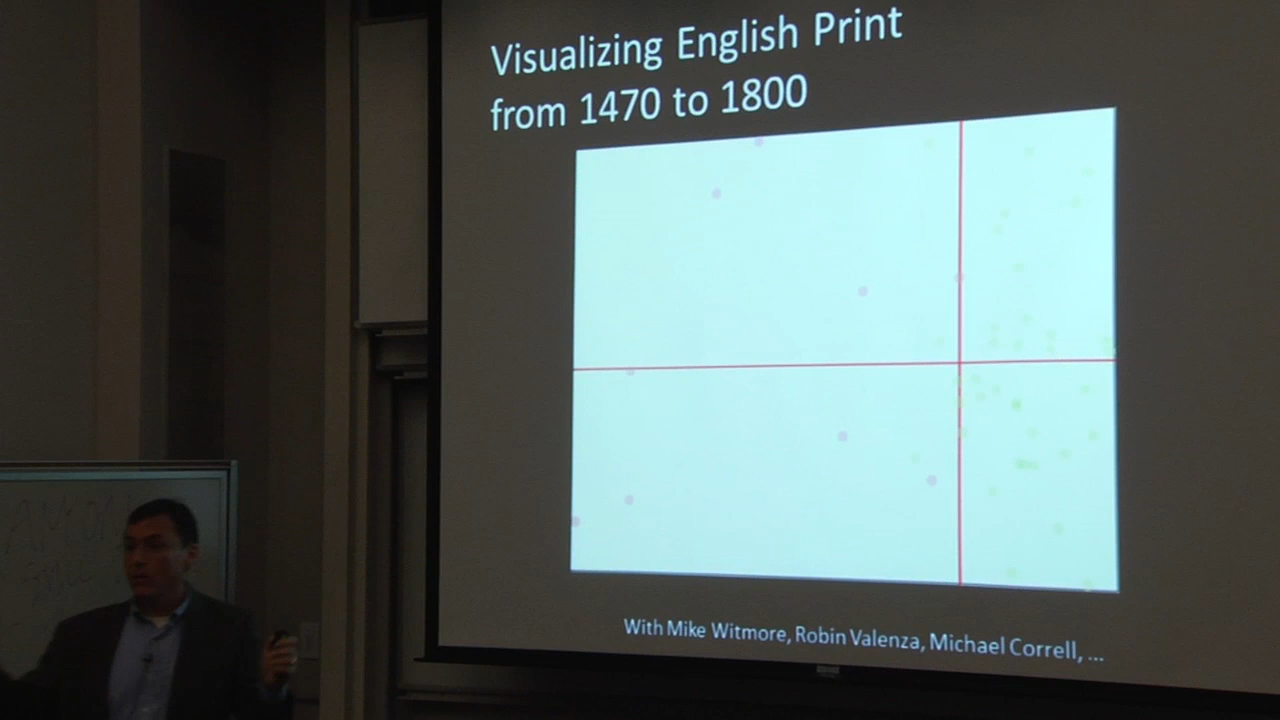 Visualizing English Print
from 1470 to 1800
With Mike Witmore, Robin Valenza, Michael Correll, ...